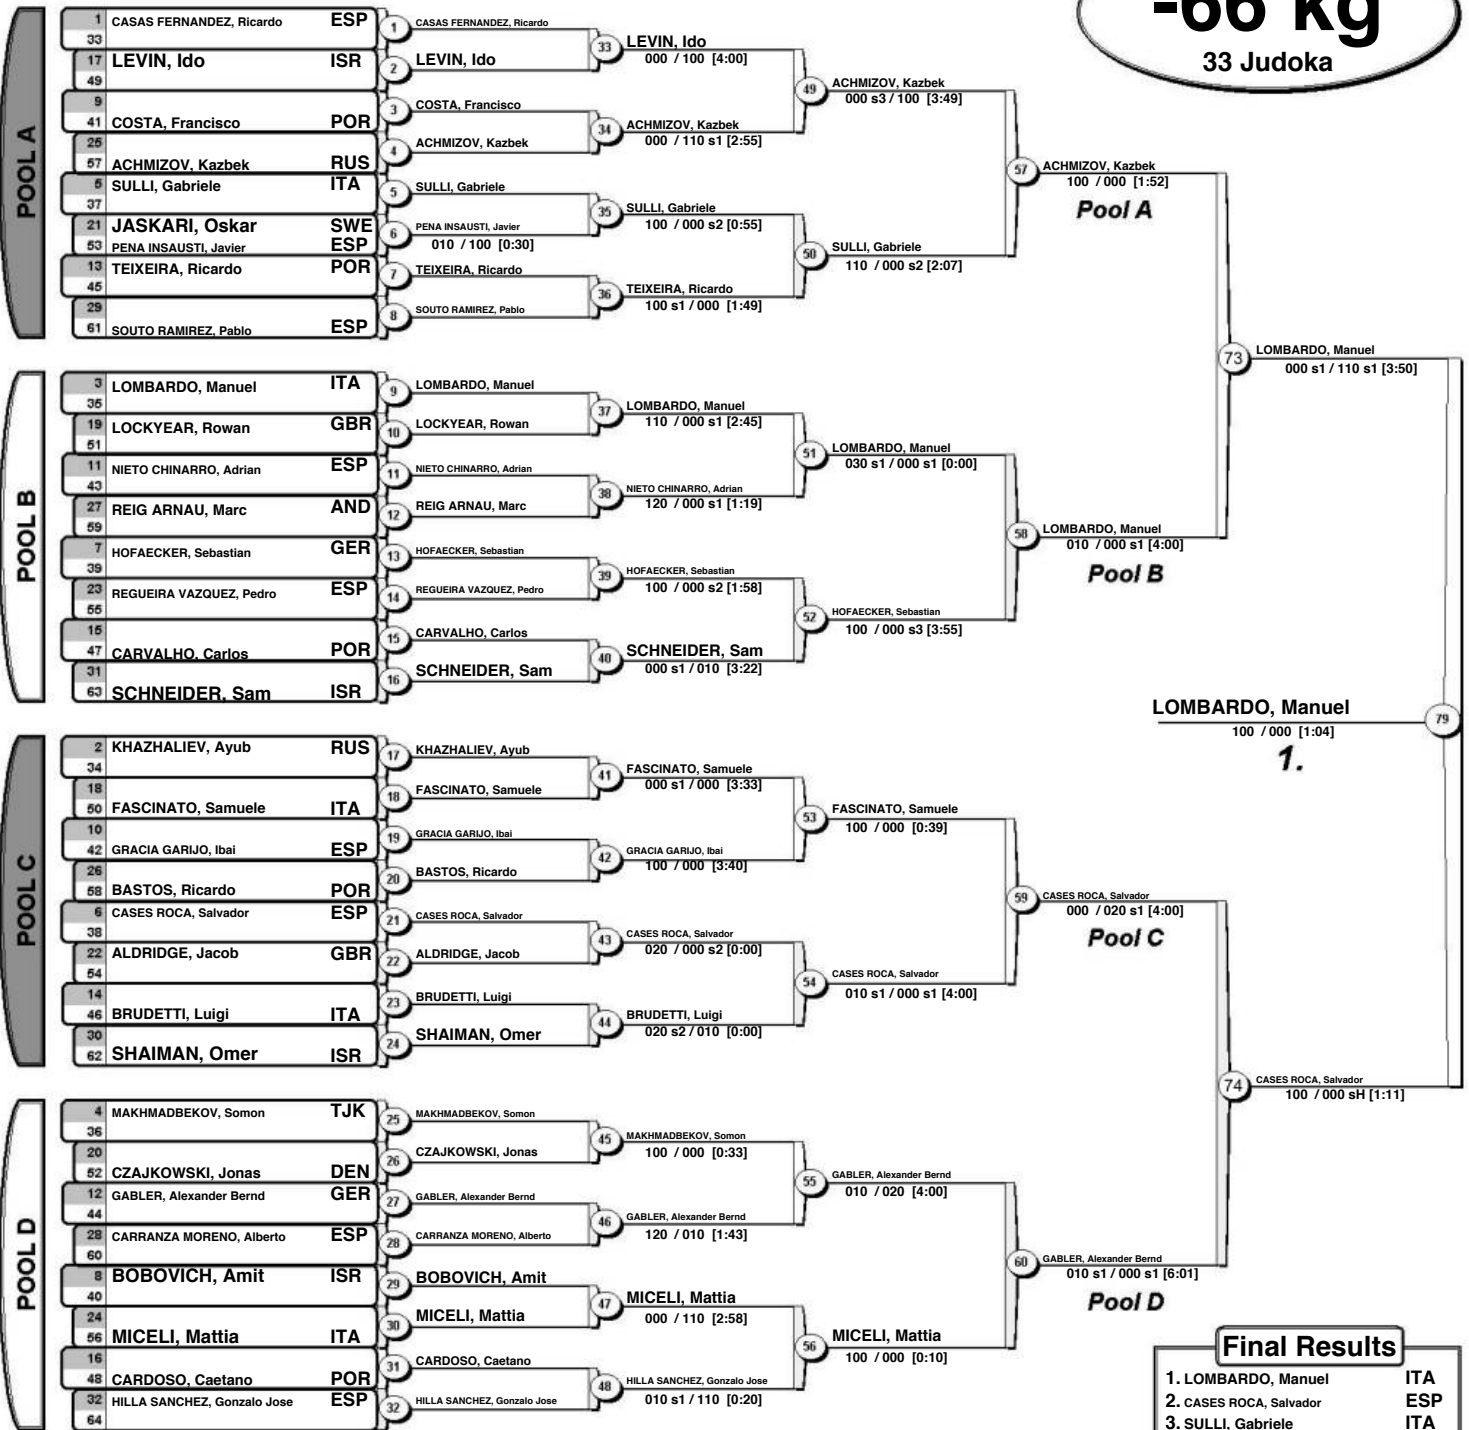 -66 kg
33 Judoka
POOL A
1 CASAS FERNANDEZ, Ricardo ESP
33
17 LEVIN, Ido ISR
49
9
41 COSTA, Francisco POR
25
57 ACHMIZOV, Kazbek RUS
5 SULLI, Gabriele ITA
37
21 JASKARI, Oskar SWE
53 PENA INSAUSTI, Javier ESP
13 TEIXEIRA, Ricardo POR
45
29
61 SOUTO RAMIREZ, Pablo ESP
1 CASAS FERNANDEZ, Ricardo
2 LEVIN, Ido
3 COSTA, Francisco
4 ACHMIZOV, Kazbek
5 SULLI, Gabriele
6 PENA INSAUSTI, Javier
010 / 100 [0:30]
7 TEIXEIRA, Ricardo
8 SOUTO RAMIREZ, Pablo
33 LEVIN, Ido
000 / 100 [4:00]
34 ACHMIZOV, Kazbek
000 / 110 s1 [2:55]
35 SULLI, Gabriele
100 / 000 s2 [0:55]
36 TEIXEIRA, Ricardo
100 s1 / 000 [1:49]
49 ACHMIZOV, Kazbek
000 s3 / 100 [3:49]
50 SULLI, Gabriele
110 / 000 s2 [2:07]
57 ACHMIZOV, Kazbek
100 / 000 [1:52]
Pool A
POOL B
3 LOMBARDO, Manuel ITA
35
19 LOCKYEAR, Rowan GBR
51
11 NIETO CHINARRO, Adrian ESP
43
27 REIG ARNAU, Marc AND
59
7 HOFAECKER, Sebastian GER
39
23 REGUEIRA VAZQUEZ, Pedro ESP
55
15
47 CARVALHO, Carlos POR
31
63 SCHNEIDER, Sam ISR
9 LOMBARDO, Manuel
10 LOCKYEAR, Rowan
11 NIETO CHINARRO, Adrian
12 REIG ARNAU, Marc
13 HOFAECKER, Sebastian
14 REGUEIRA VAZQUEZ, Pedro
15 CARVALHO, Carlos
16 SCHNEIDER, Sam
37 LOMBARDO, Manuel
110 / 000 s1 [2:45]
38 NIETO CHINARRO, Adrian
120 / 000 s1 [1:19]
39 HOFAECKER, Sebastian
100 / 000 s2 [1:58]
40 SCHNEIDER, Sam
000 s1 / 010 [3:22]
51 LOMBARDO, Manuel
030 s1 / 000 s1 [0:00]
52 HOFAECKER, Sebastian
100 / 000 s3 [3:55]
58 LOMBARDO, Manuel
010 / 000 s1 [4:00]
Pool B
73 LOMBARDO, Manuel
000 s1 / 110 s1 [3:50]
LOMBARDO, Manuel 79
100 / 000 [1:04]
1.
POOL C
2 KHAZHALIEV, Ayub RUS
34
18
50 FASCINATO, Samuele ITA
10
42 GRACIA GARIJO, Ibai ESP
26
58 BASTOS, Ricardo POR
6 CASES ROCA, Salvador ESP
38
22 ALDRIDGE, Jacob GBR
54
14
46 BRUDETTI, Luigi ITA
30
62 SHAIMAN, Omer ISR
17 KHAZHALIEV, Ayub
18 FASCINATO, Samuele
19 GRACIA GARIJO, Ibai
20 BASTOS, Ricardo
21 CASES ROCA, Salvador
22 ALDRIDGE, Jacob
23 BRUDETTI, Luigi
24 SHAIMAN, Omer
41 FASCINATO, Samuele
000 s1 / 000 [3:33]
42 GRACIA GARIJO, Ibai
100 / 000 [3:40]
43 CASES ROCA, Salvador
020 / 000 s2 [0:00]
44 BRUDETTI, Luigi
020 s2 / 010 [0:00]
53 FASCINATO, Samuele
100 / 000 [0:39]
54 CASES ROCA, Salvador
010 s1 / 000 s1 [4:00]
59 CASES ROCA, Salvador
000 / 020 s1 [4:00]
Pool C
74 CASES ROCA, Salvador
100 / 000 sH [1:11]
POOL D
4 MAKHMADBEKOV, Somon TJK
36
20
52 CZAJKOWSKI, Jonas DEN
12 GABLER, Alexander Bernd GER
44
28 CARRANZA MORENO, Alberto ESP
60
8 BOBOVICH, Amit ISR
40
24
56 MICELI, Mattia ITA
16
48 CARDOSO, Caetano POR
32 HILLA SANCHEZ, Gonzalo Jose ESP
64
25 MAKHMADBEKOV, Somon
26 CZAJKOWSKI, Jonas
27 GABLER, Alexander Bernd
28 CARRANZA MORENO, Alberto
29 BOBOVICH, Amit
30 MICELI, Mattia
31 CARDOSO, Caetano
32 HILLA SANCHEZ, Gonzalo Jose
45 MAKHMADBEKOV, Somon
100 / 000 [0:33]
46 GABLER, Alexander Bernd
120 / 010 [1:43]
47 MICELI, Mattia
000 / 110 [2:58]
48 HILLA SANCHEZ, Gonzalo Jose
010 s1 / 110 [0:20]
55 GABLER, Alexander Bernd
010 / 020 [4:00]
56 MICELI, Mattia
100 / 000 [0:10]
60 GABLER, Alexander Bernd
010 s1 / 000 s1 [6:01]
Pool D
Final Results
1. LOMBARDO, Manuel ITA
2. CASES ROCA, Salvador ESP
3. SULLI, Gabriele ITA